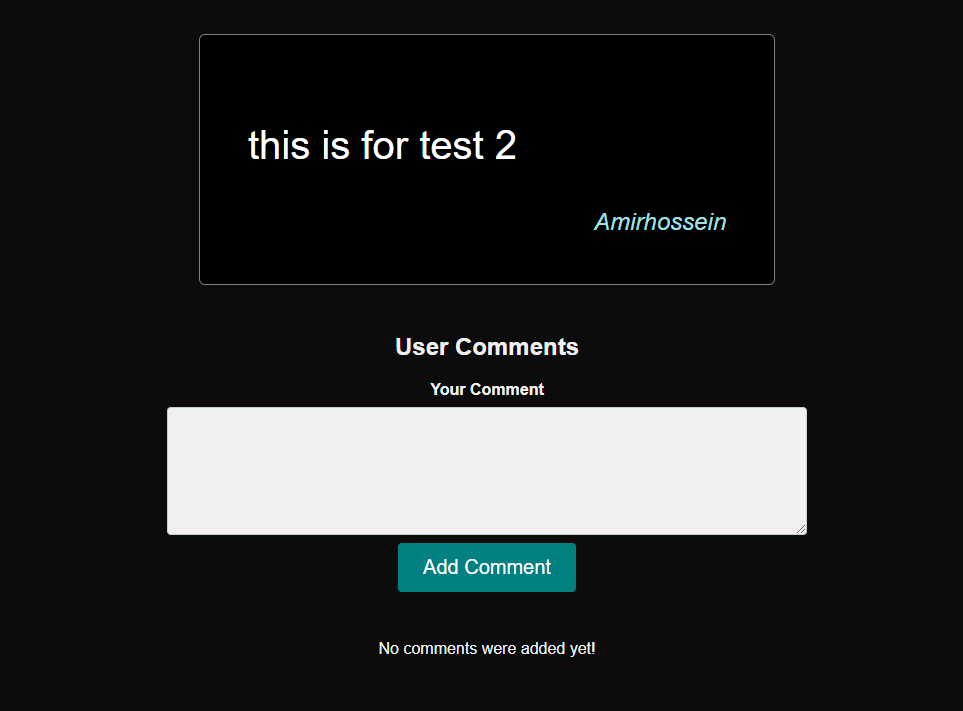 this is for test 2
Amirhossein
User Comments
Your Comment
Add Comment
No comments were added yet!